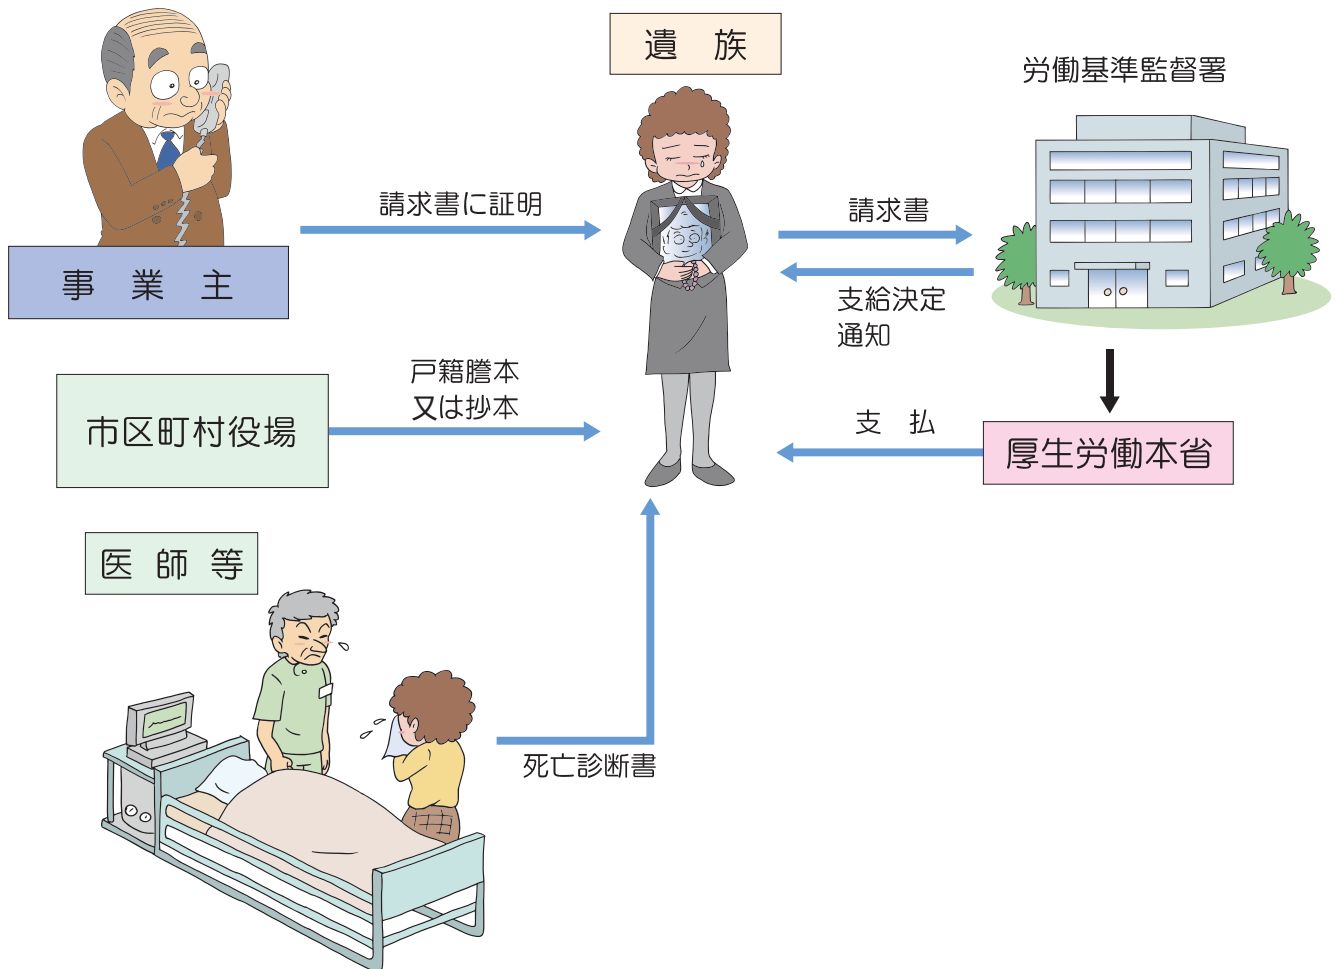 遺族
労働基準監督署
請求書に証明
請求書
事業主
支給決定
通知
戸籍謄本
又は抄本
市区町村役場
支払
厚生労働本省
医師等
死亡診断書